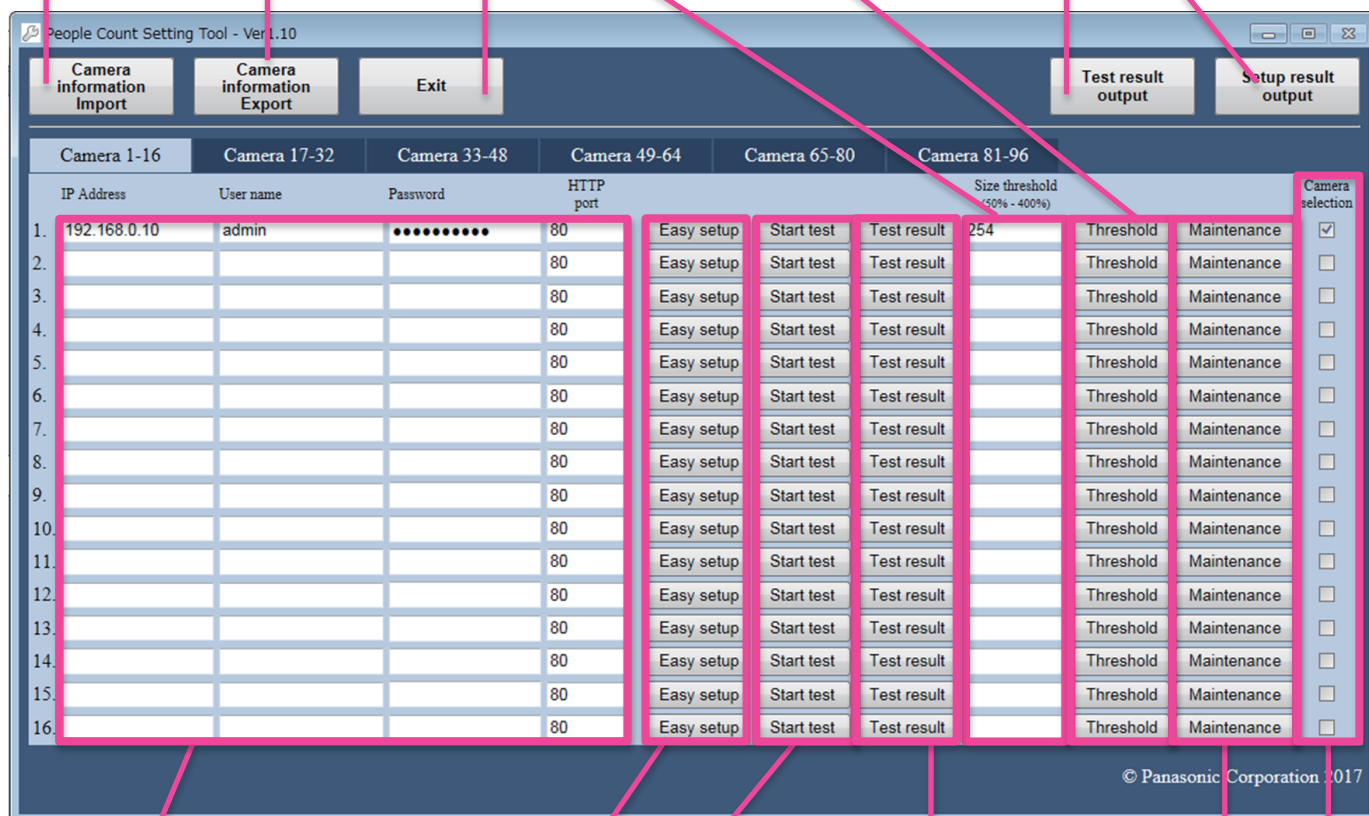 People Count Setting Tool - Ver1.10
Camera information Import
Camera information Export
Exit
Test result output
Setup result output
Camera 1-16 Camera 17-32 Camera 33-48 Camera 49-64 Camera 65-80 Camera 81-96
IP Address User name Password HTTP port Size threshold (50% - 400%) Camera selection
1. 192.168.0.10 admin ●●●●●●●●●● 80 Easy setup Start test Test result 254 Threshold Maintenance
2. 80 Easy setup Start test Test result Threshold Maintenance
3. 80 Easy setup Start test Test result Threshold Maintenance
4. 80 Easy setup Start test Test result Threshold Maintenance
5. 80 Easy setup Start test Test result Threshold Maintenance
6. 80 Easy setup Start test Test result Threshold Maintenance
7. 80 Easy setup Start test Test result Threshold Maintenance
8. 80 Easy setup Start test Test result Threshold Maintenance
9. 80 Easy setup Start test Test result Threshold Maintenance
10. 80 Easy setup Start test Test result Threshold Maintenance
11. 80 Easy setup Start test Test result Threshold Maintenance
12. 80 Easy setup Start test Test result Threshold Maintenance
13. 80 Easy setup Start test Test result Threshold Maintenance
14. 80 Easy setup Start test Test result Threshold Maintenance
15. 80 Easy setup Start test Test result Threshold Maintenance
16. 80 Easy setup Start test Test result Threshold Maintenance
© Panasonic Corporation 2017